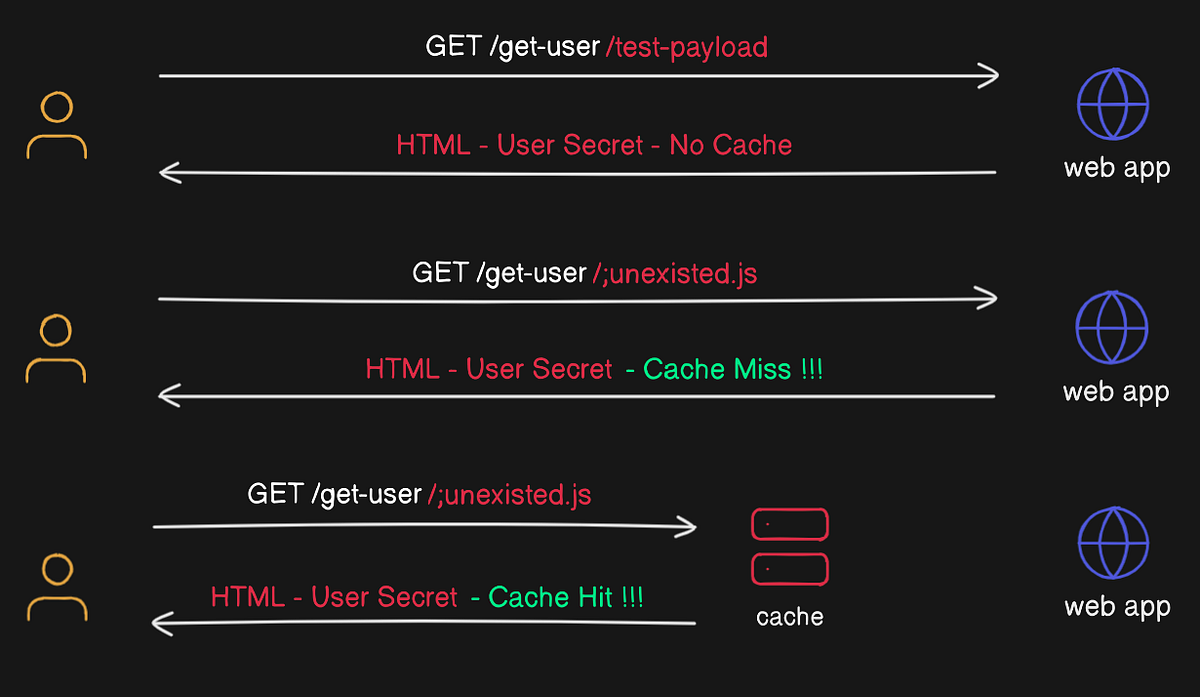 GET /get-user /test-payload
HTML - User Secret - No Cache
web app
GET /get-user /;unexisted.js
HTML - User Secret - Cache Miss !!!
web app
GET /get-user /;unexisted.js
HTML - User Secret - Cache Hit !!!
cache
web app